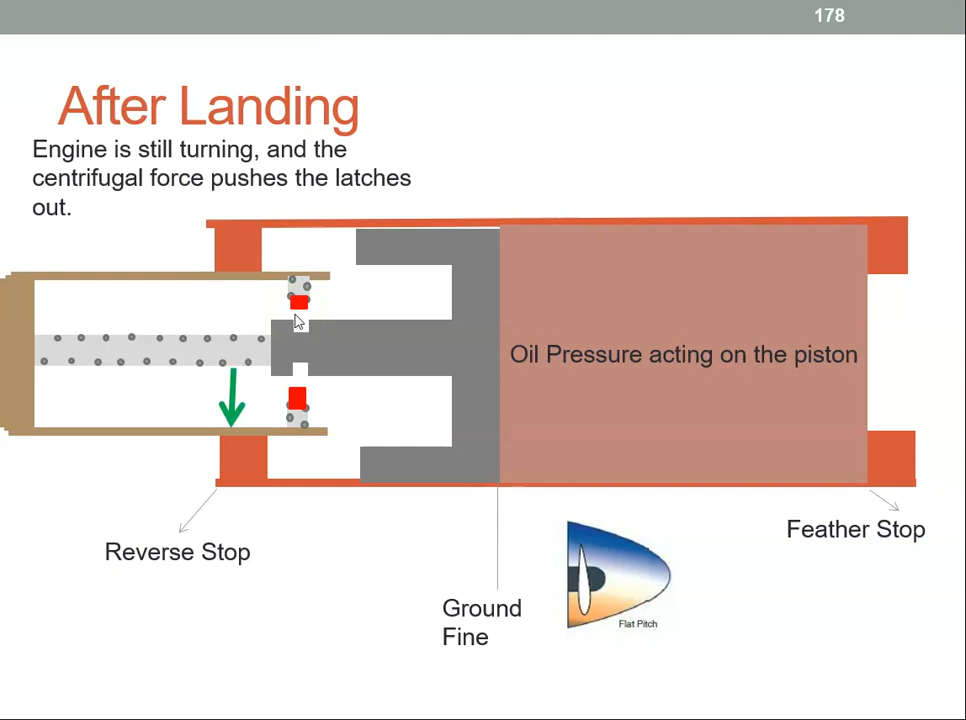 178
After Landing
Engine is still turning, and the
centrifugal force pushes the latches
out.
Oil Pressure acting on the piston
Feather Stop
Reverse Stop
Ground
Fine
Flat Pitch